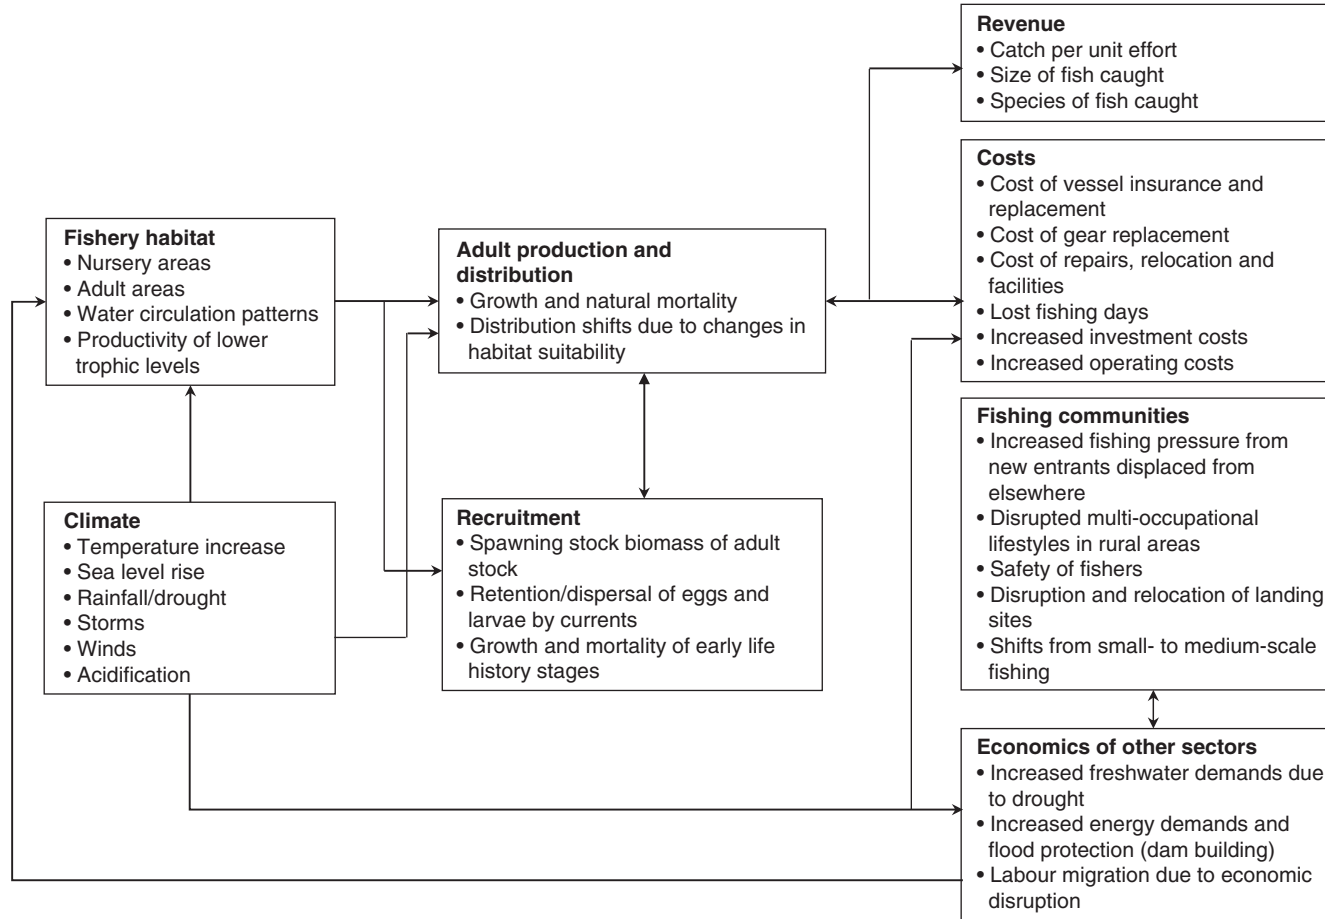 Revenue
• Catch per unit effort
• Size of fish caught
• Species of fish caught
Costs
• Cost of vessel insurance and
replacement
• Cost of gear replacement
• Cost of repairs, relocation and
facilities
• Lost fishing days
• Increased investment costs
• Increased operating costs
Fishery habitat
• Nursery areas
• Adult areas
• Water circulation patterns
• Productivity of lower
trophic levels
Adult production and
distribution
• Growth and natural mortality
• Distribution shifts due to changes in
habitat suitability
Fishing communities
• Increased fishing pressure from
new entrants displaced from
elsewhere
• Disrupted multi-occupational
lifestyles in rural areas
• Safety of fishers
• Disruption and relocation of landing
sites
• Shifts from small- to medium-scale
fishing
Climate
• Temperature increase
• Sea level rise
• Rainfall/drought
• Storms
• Winds
• Acidification
Recruitment
• Spawning stock biomass of adult
stock
• Retention/dispersal of eggs and
larvae by currents
• Growth and mortality of early life
history stages
Economics of other sectors
• Increased freshwater demands due
to drought
• Increased energy demands and
flood protection (dam building)
• Labour migration due to economic
disruption